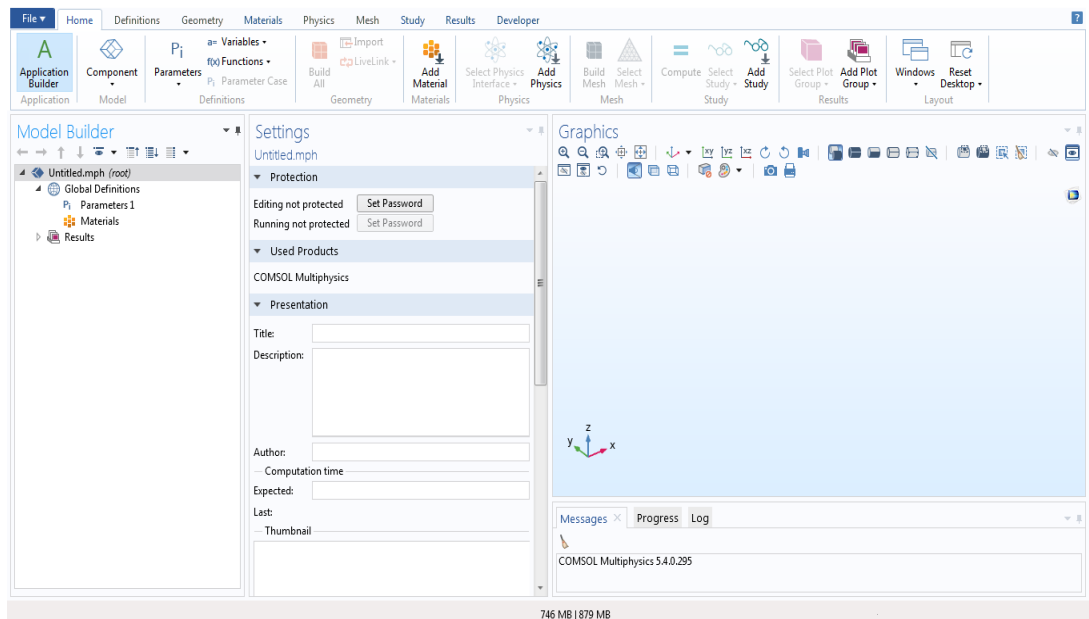 File Home Definitions Geometry Materials Physics Mesh Study Results Developer
Application Builder
Application
Component
Model
Parameters
a= Variables
f(x) Functions
Pi Parameter Case
Definitions
Build All
Import
LiveLink
Geometry
Add Material
Materials
Select Physics Interface
Add Physics
Physics
Build Mesh
Select Mesh
Mesh
Compute
Select Study
Add Study
Study
Select Plot Group
Add Plot Group
Results
Windows
Reset Desktop
Layout
Model Builder
Untitled.mph (root)
Global Definitions
Pi Parameters 1
Materials
Results
Settings
Untitled.mph
Protection
Editing not protected Set Password
Running not protected Set Password
Used Products
COMSOL Multiphysics
Presentation
Title:
Description:
Author:
Computation time
Expected:
Last:
Thumbnail
Graphics
xy yz xz
z
y x
Messages Progress Log
COMSOL Multiphysics 5.4.0.295
746 MB | 879 MB